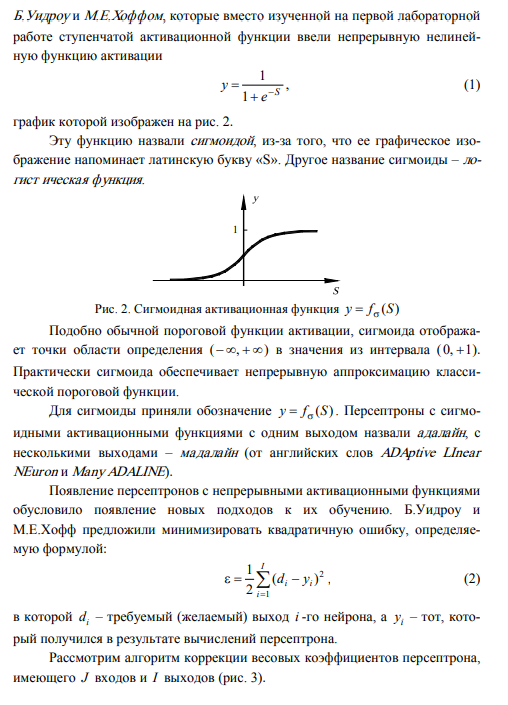 Б.Уидроу и М.Е.Хоффом, которые вместо изученной на первой лабораторной
работе ступенчатой активационной функции ввели непрерывную нелиней-
ную функцию активации
y = 1 / (1 + e^{−S}) , (1)
график которой изображен на рис. 2.
Эту функцию назвали сигмоидой, из-за того, что ее графическое изо-
бражение напоминает латинскую букву «S». Другое название сигмоиды – ло-
гист ическая функция.
y
1
S
Рис. 2. Сигмоидная активационная функция y = f_σ(S)
Подобно обычной пороговой функции активации, сигмоида отобража-
ет точки области определения (−∞, +∞) в значения из интервала (0, +1).
Практически сигмоида обеспечивает непрерывную аппроксимацию класси-
ческой пороговой функции.
Для сигмоиды приняли обозначение y = f_σ(S). Персептроны с сигмо-
идными активационными функциями с одним выходом назвали адалайн, с
несколькими выходами – мадалайн (от английских слов ADAptive LInear
NEuron и Many ADALINE).
Появление персептронов с непрерывными активационными функциями
обусловило появление новых подходов к их обучению. Б.Уидроу и
М.Е.Хофф предложили минимизировать квадратичную ошибку, определяе-
мую формулой:
ε = 1/2 ∑_{i=1}^{I} (d_i − y_i)^2 , (2)
в которой d_i – требуемый (желаемый) выход i -го нейрона, а y_i – тот, кото-
рый получился в результате вычислений персептрона.
Рассмотрим алгоритм коррекции весовых коэффициентов персептрона,
имеющего J входов и I выходов (рис. 3).